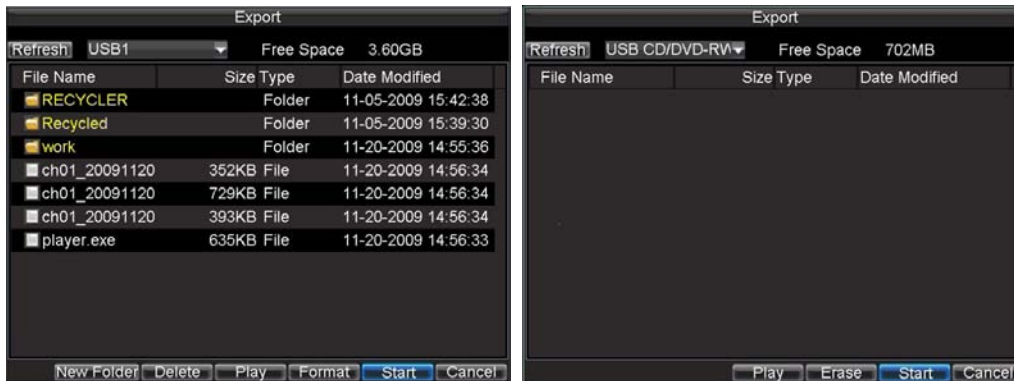 Export
Refresh USB1 Free Space 3.60GB
File Name Size Type Date Modified
RECYCLER Folder 11-05-2009 15:42:38
Recycled Folder 11-05-2009 15:39:30
work Folder 11-20-2009 14:55:36
ch01_20091120 352KB File 11-20-2009 14:56:34
ch01_20091120 729KB File 11-20-2009 14:56:34
ch01_20091120 393KB File 11-20-2009 14:56:34
player.exe 635KB File 11-20-2009 14:56:33
New Folder Delete Play Format Start Cancel
Export
Refresh USB CD/DVD-RW Free Space 702MB
File Name Size Type Date Modified
Play Erase Start Cancel